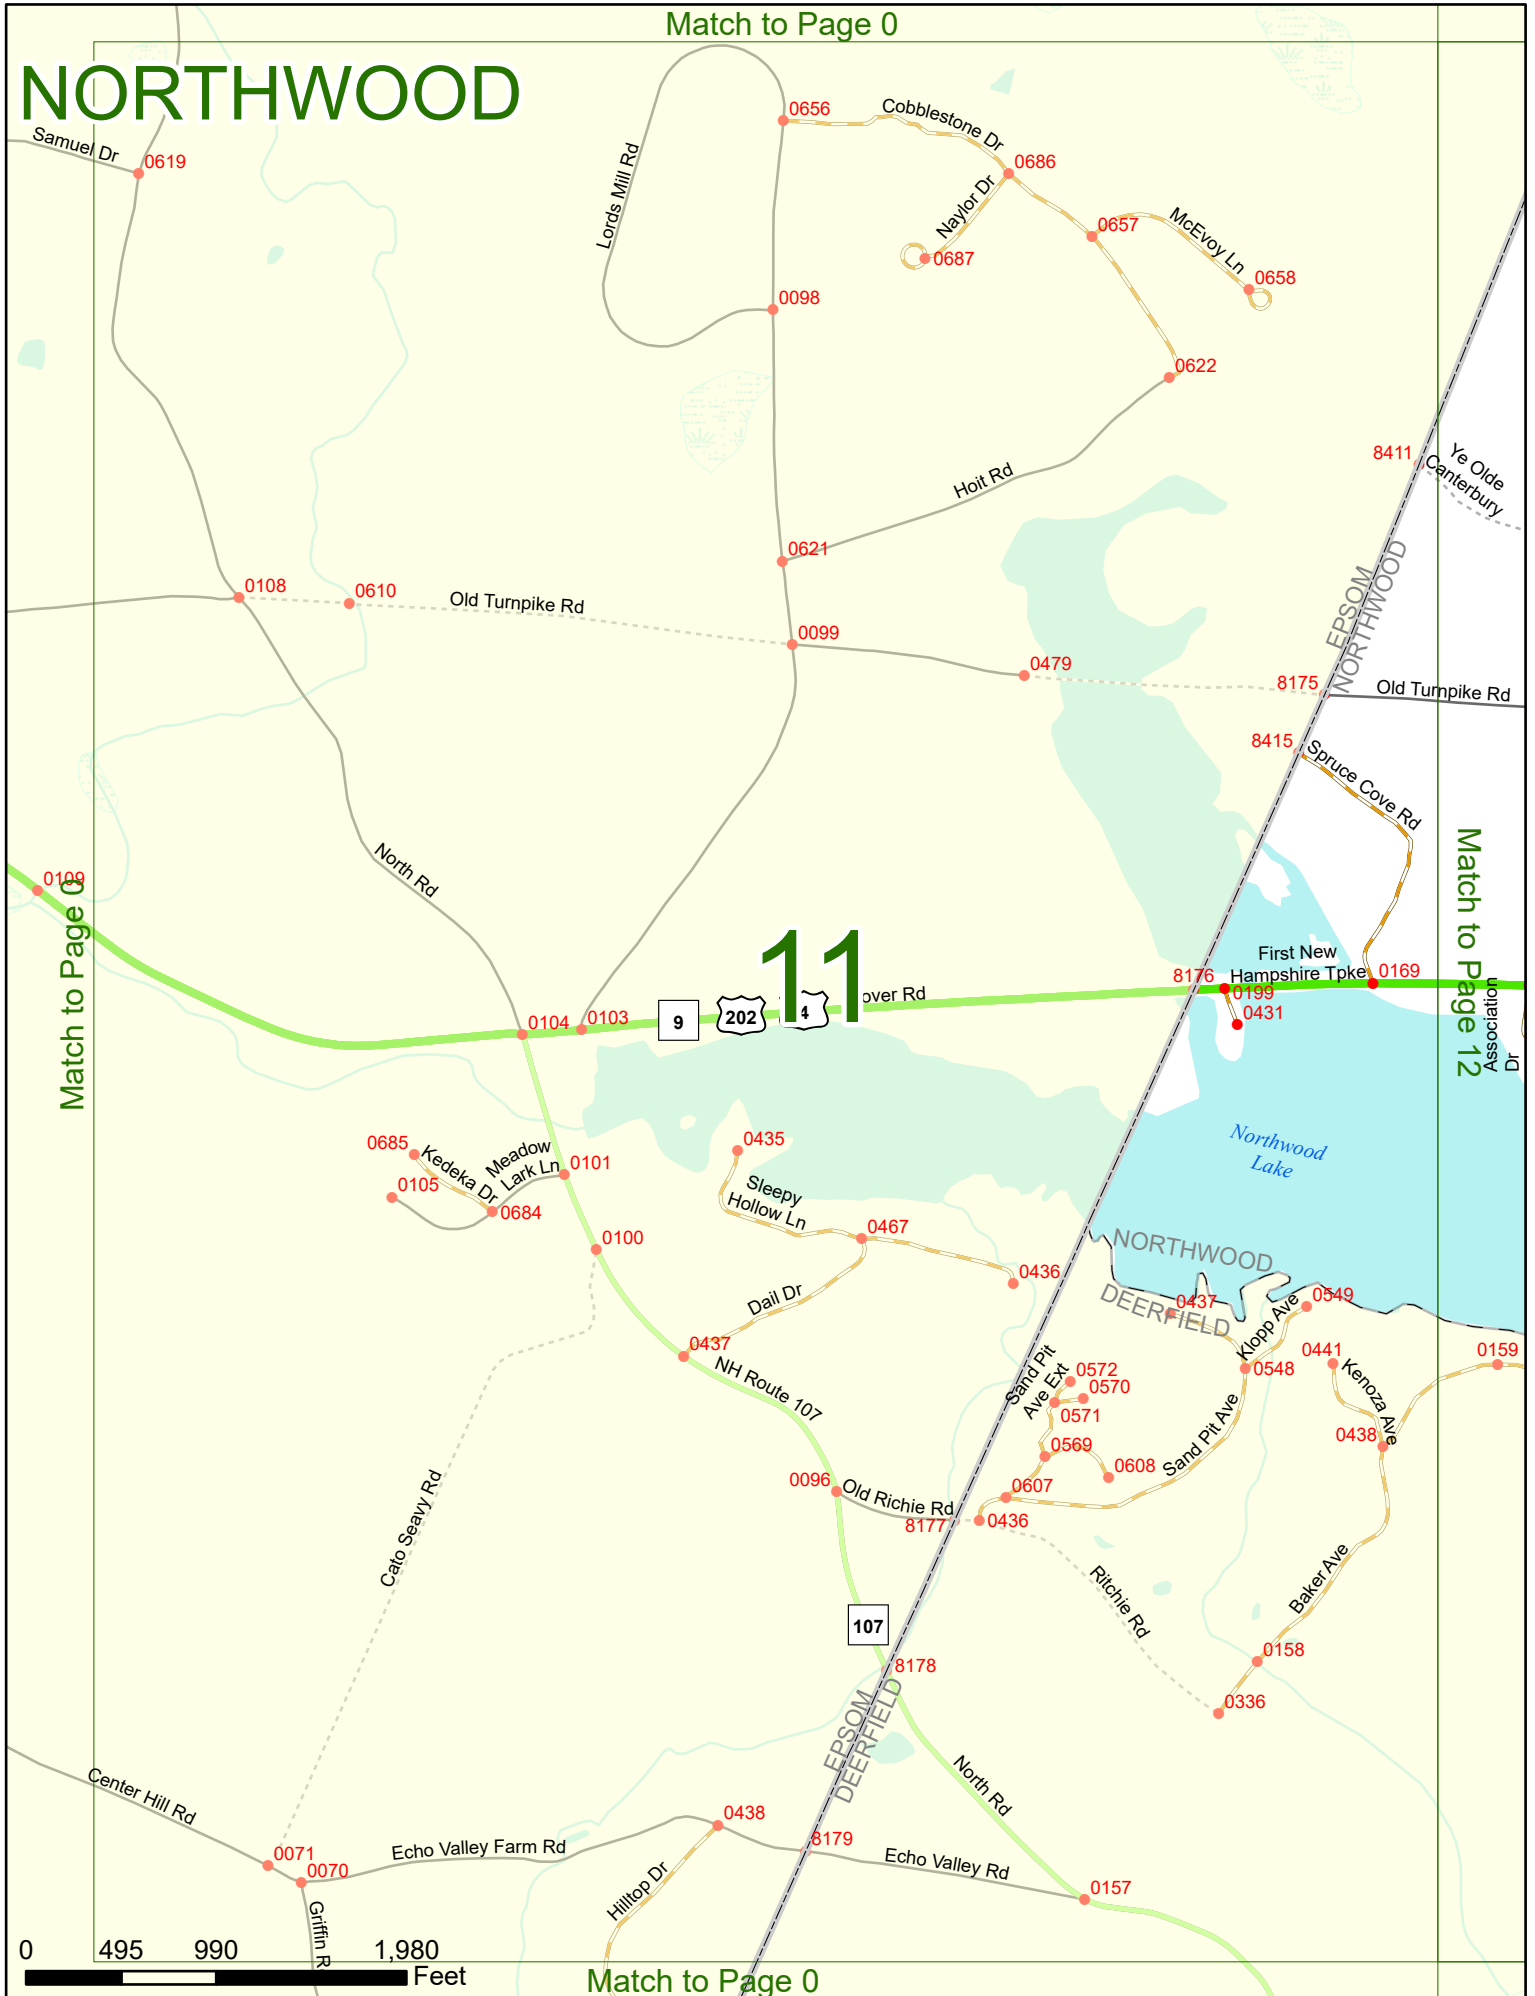 Match to Page 0
NORTHWOOD
Samuel Dr
0619
0656
Cobblestone Dr
0686
Lords Mill Rd
Naylor Dr
0687
0657
McEvoy Ln
0658
0098
0622
8411
Ye Olde
Canterbury
Hoit Rd
0621
EPSOM
NORTHWOOD
0108
0610
Old Turnpike Rd
0099
0479
8175
Old Turnpike Rd
8415
Spruce Cove Rd
North Rd
0109
Match to Page 0
Match to Page 12
11
First New
Hampshire Tpke
8176
0169
0199
0431
Association
Dr
0104
0103
9
202
4
over Rd
0685
Kedeka Dr
Meadow
Lark Ln
0101
0105
0684
0435
Sleepy
Hollow Ln
0467
Northwood
Lake
0100
NORTHWOOD
DEERFIELD
0436
0437
Klopp Ave
0549
Dail Dr
0437
NH Route 107
Sand Pit
Ave Ext
0572
0570
0571
0548
0441
Kenoza Ave
0159
0438
0569
0608
Sand Pit Ave
0096
Old Richie Rd
0607
8177
0436
Cato Seavy Rd
Ritchie Rd
Baker Ave
107
0158
8178
0336
EPSOM
DEERFIELD
North Rd
Center Hill Rd
0438
0071
0070
Echo Valley Farm Rd
8179
Echo Valley Rd
0157
Hilltop Dr
Griffin R
0 495 990 1,980
Feet
Match to Page 0